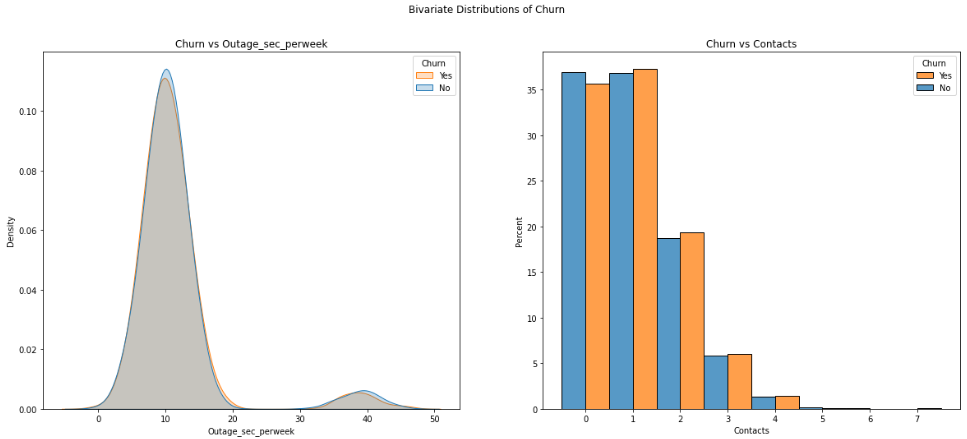 Bivariate Distributions of Churn
Churn vs Outage_sec_perweek
Churn
Yes
No
0.10
0.08
0.06
0.04
0.02
0.00
Density
0
10
20
30
40
50
Outage_sec_perweek
Churn vs Contacts
Churn
Yes
No
35
30
25
20
15
10
5
0
Percent
0
1
2
3
4
5
6
7
Contacts